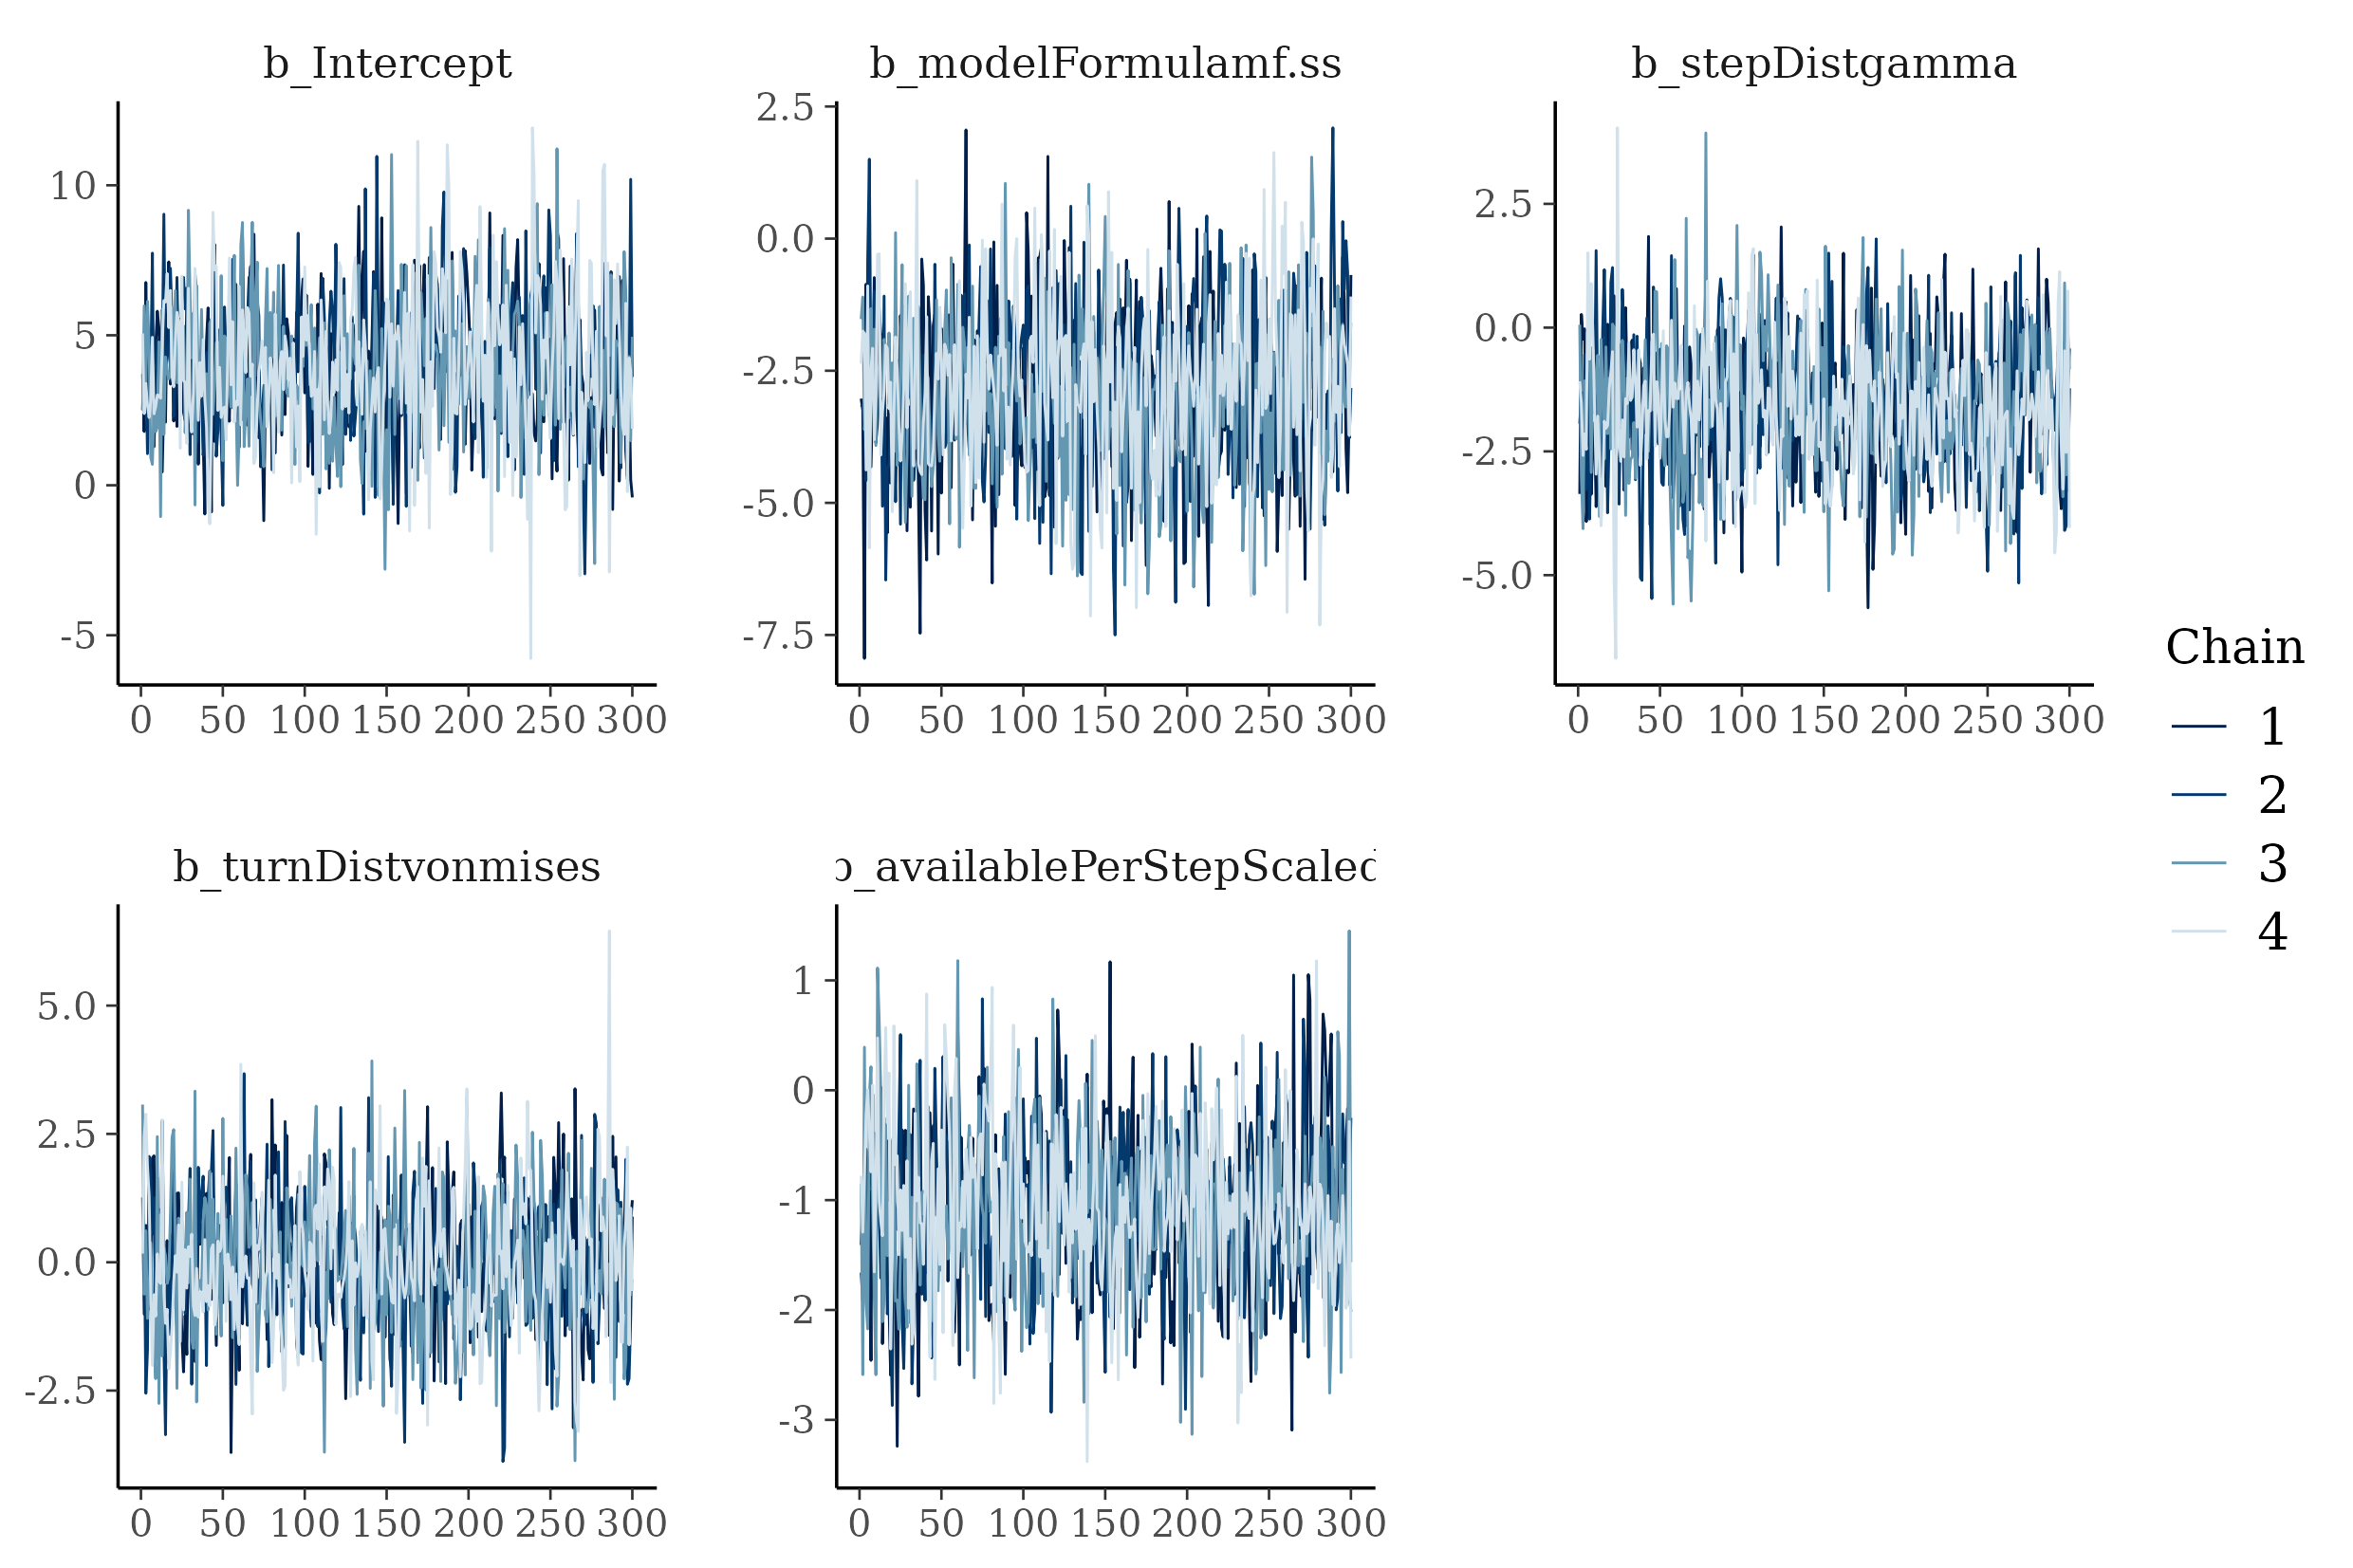 b_Intercept
10
5
0
-5
0 50 100 150 200 250 300
b_modelFormulamf.ss
2.5
0.0
-2.5
-5.0
-7.5
0 50 100 150 200 250 300
b_stepDistgamma
2.5
0.0
-2.5
-5.0
0 50 100 150 200 250 300
b_turnDistvonmises
5.0
2.5
0.0
-2.5
0 50 100 150 200 250 300
b_availablePerStepScaled
1
0
-1
-2
-3
0 50 100 150 200 250 300
Chain
1
2
3
4